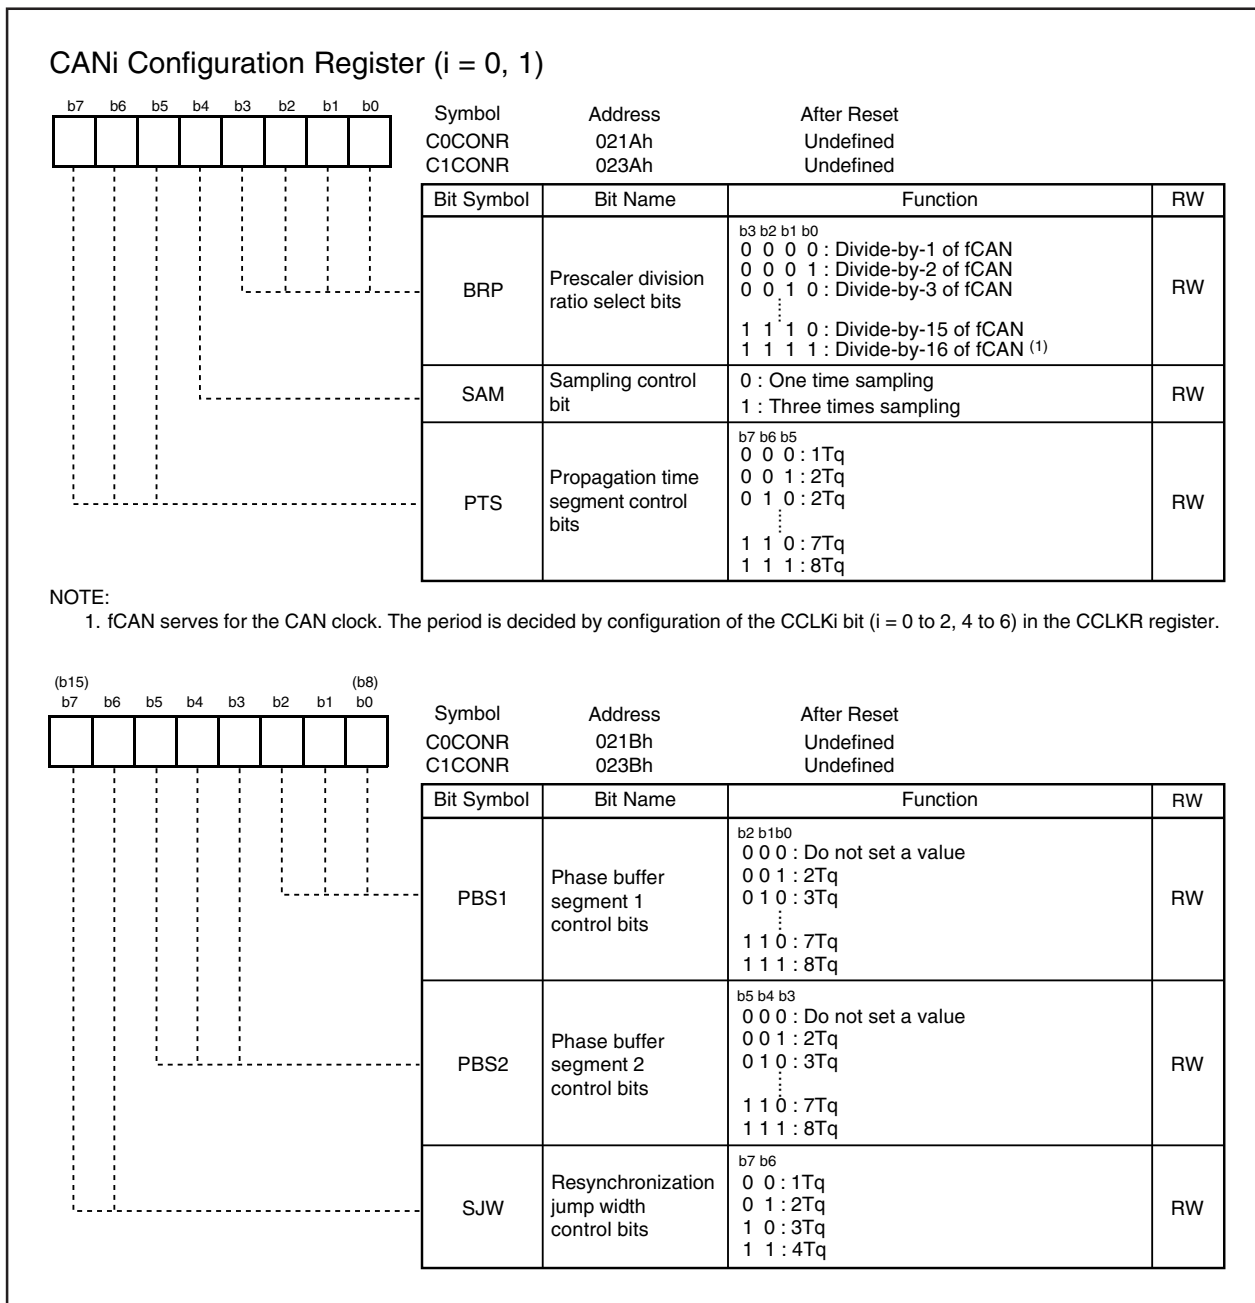 CANi Configuration Register (i = 0, 1)
b7 b6 b5 b4 b3 b2 b1 b0
Symbol Address After Reset
C0CONR 021Ah Undefined
C1CONR 023Ah Undefined
Bit Symbol Bit Name Function RW
BRP Prescaler division ratio select bits RW
b3 b2 b1 b0
0 0 0 0 : Divide-by-1 of fCAN
0 0 0 1 : Divide-by-2 of fCAN
0 0 1 0 : Divide-by-3 of fCAN
1 1 1 0 : Divide-by-15 of fCAN
1 1 1 1 : Divide-by-16 of fCAN (1)
SAM Sampling control bit RW
0 : One time sampling
1 : Three times sampling
PTS Propagation time segment control bits RW
b7 b6 b5
0 0 0 : 1Tq
0 0 1 : 2Tq
0 1 0 : 2Tq
1 1 0 : 7Tq
1 1 1 : 8Tq
NOTE:
1. fCAN serves for the CAN clock. The period is decided by configuration of the CCLKi bit (i = 0 to 2, 4 to 6) in the CCLKR register.
(b15) (b8)
b7 b6 b5 b4 b3 b2 b1 b0
Symbol Address After Reset
C0CONR 021Bh Undefined
C1CONR 023Bh Undefined
Bit Symbol Bit Name Function RW
PBS1 Phase buffer segment 1 control bits RW
b2 b1b0
0 0 0 : Do not set a value
0 0 1 : 2Tq
0 1 0 : 3Tq
1 1 0 : 7Tq
1 1 1 : 8Tq
PBS2 Phase buffer segment 2 control bits RW
b5 b4 b3
0 0 0 : Do not set a value
0 0 1 : 2Tq
0 1 0 : 3Tq
1 1 0 : 7Tq
1 1 1 : 8Tq
SJW Resynchronization jump width control bits RW
b7 b6
0 0 : 1Tq
0 1 : 2Tq
1 0 : 3Tq
1 1 : 4Tq